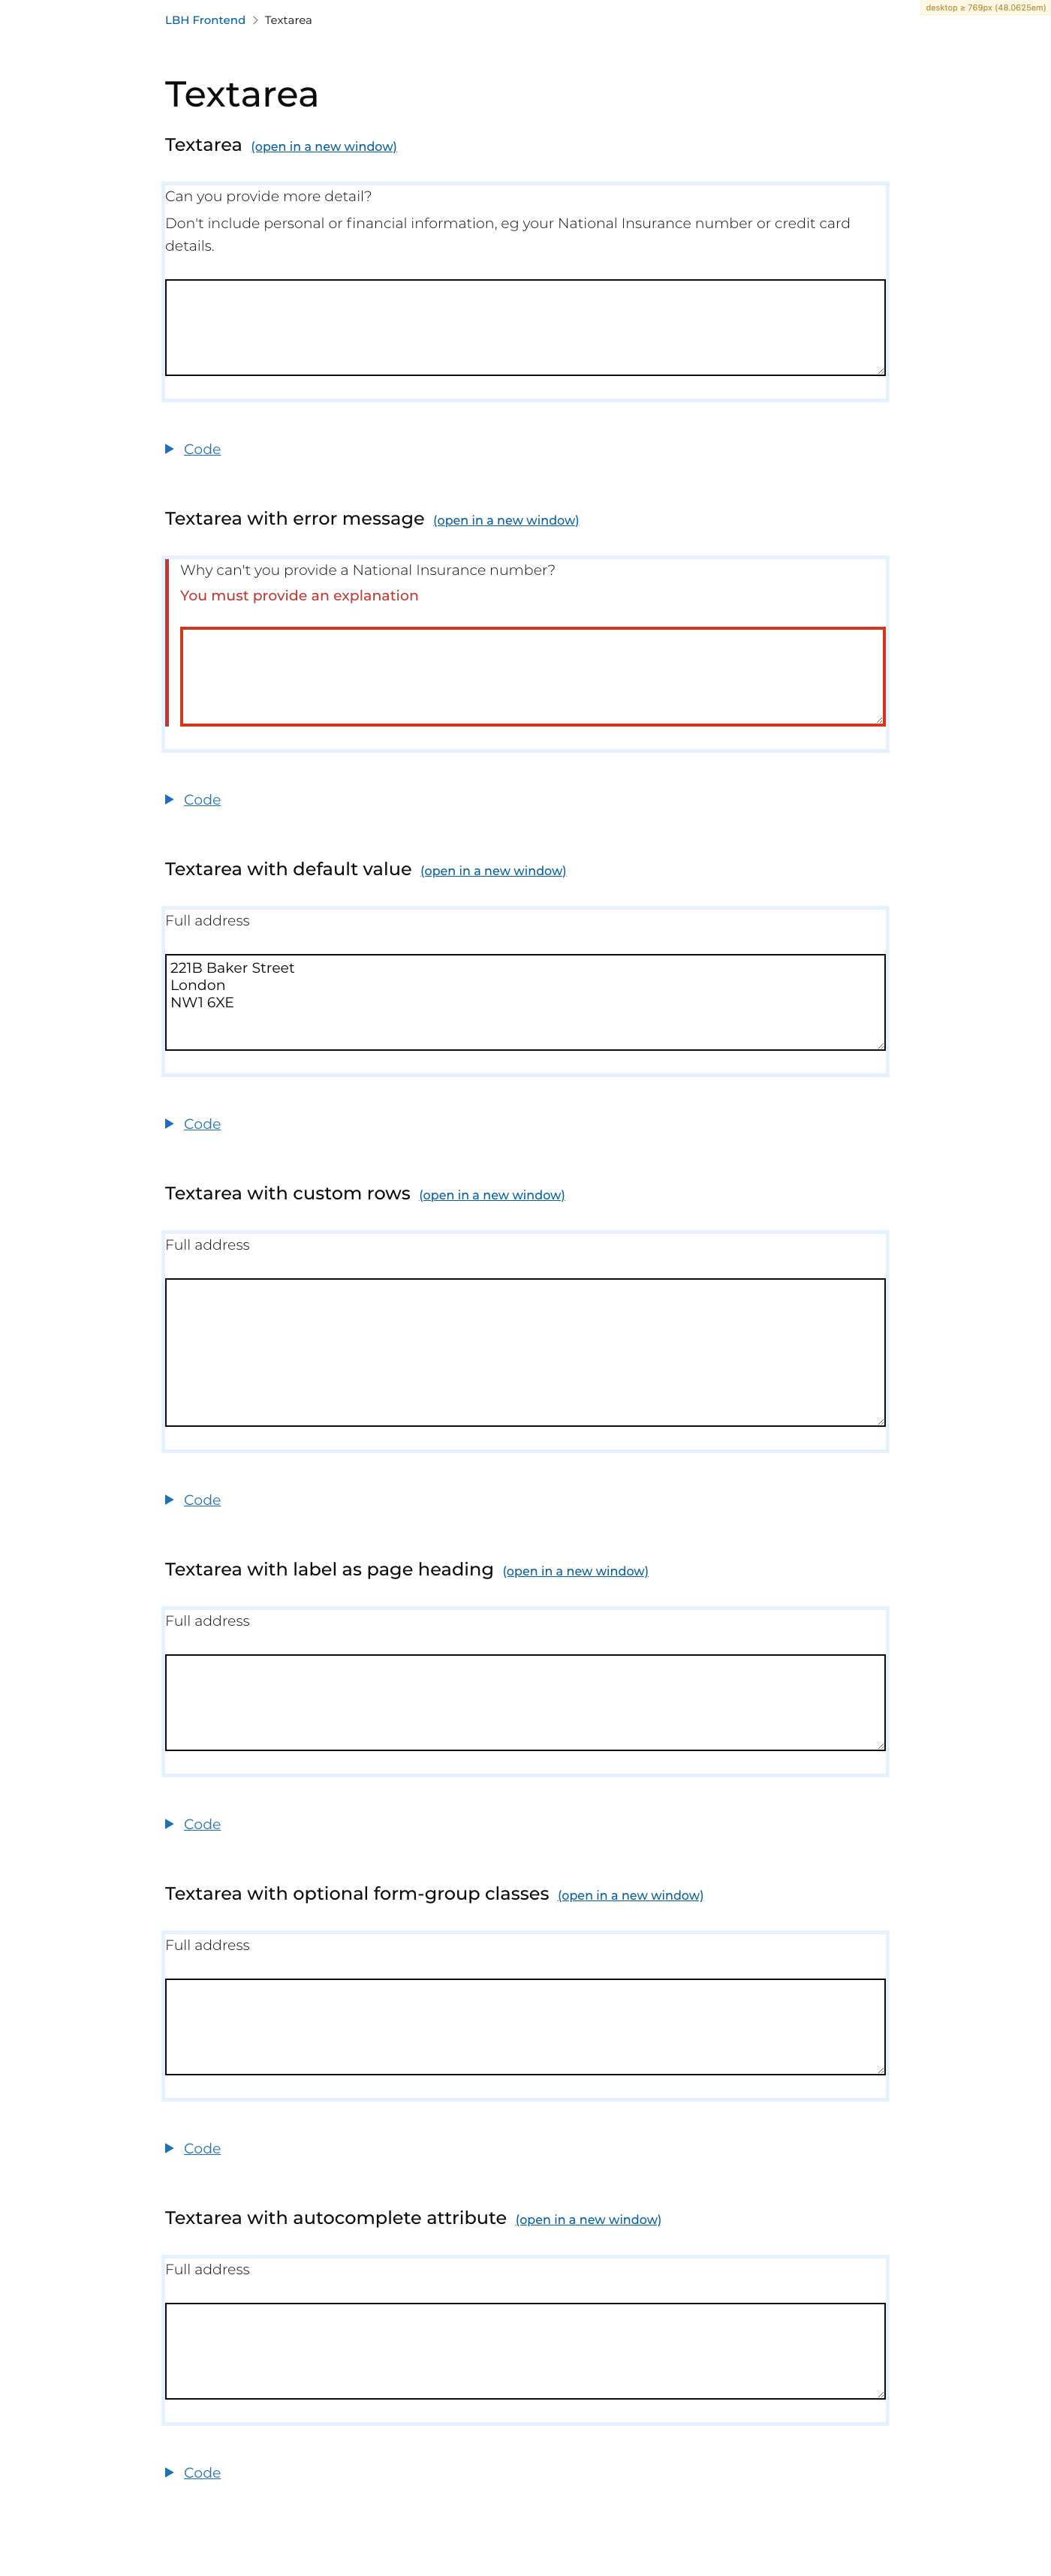 desktop ≥ 769px (48.0625em)
LBH Frontend Textarea
Textarea
Textarea (open in a new window)
Can you provide more detail?
Don't include personal or financial information, eg your National Insurance number or credit card
details.
Code
Textarea with error message (open in a new window)
Why can't you provide a National Insurance number?
You must provide an explanation
Code
Textarea with default value (open in a new window)
Full address
221B Baker Street
London
NW1 6XE
Code
Textarea with custom rows (open in a new window)
Full address
Code
Textarea with label as page heading (open in a new window)
Full address
Code
Textarea with optional form-group classes (open in a new window)
Full address
Code
Textarea with autocomplete attribute (open in a new window)
Full address
Code